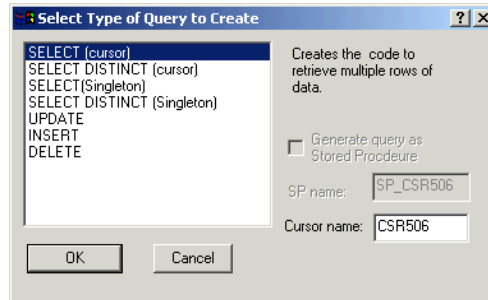 Select Type of Query to Create
SELECT (cursor)
SELECT DISTINCT (cursor)
SELECT(Singleton)
SELECT DISTINCT (Singleton)
UPDATE
INSERT
DELETE
Creates the code to
retrieve multiple rows of
data.
Generate query as
Stored Procdeure
SP name: SP_CSR506
Cursor name: CSR506
OK Cancel